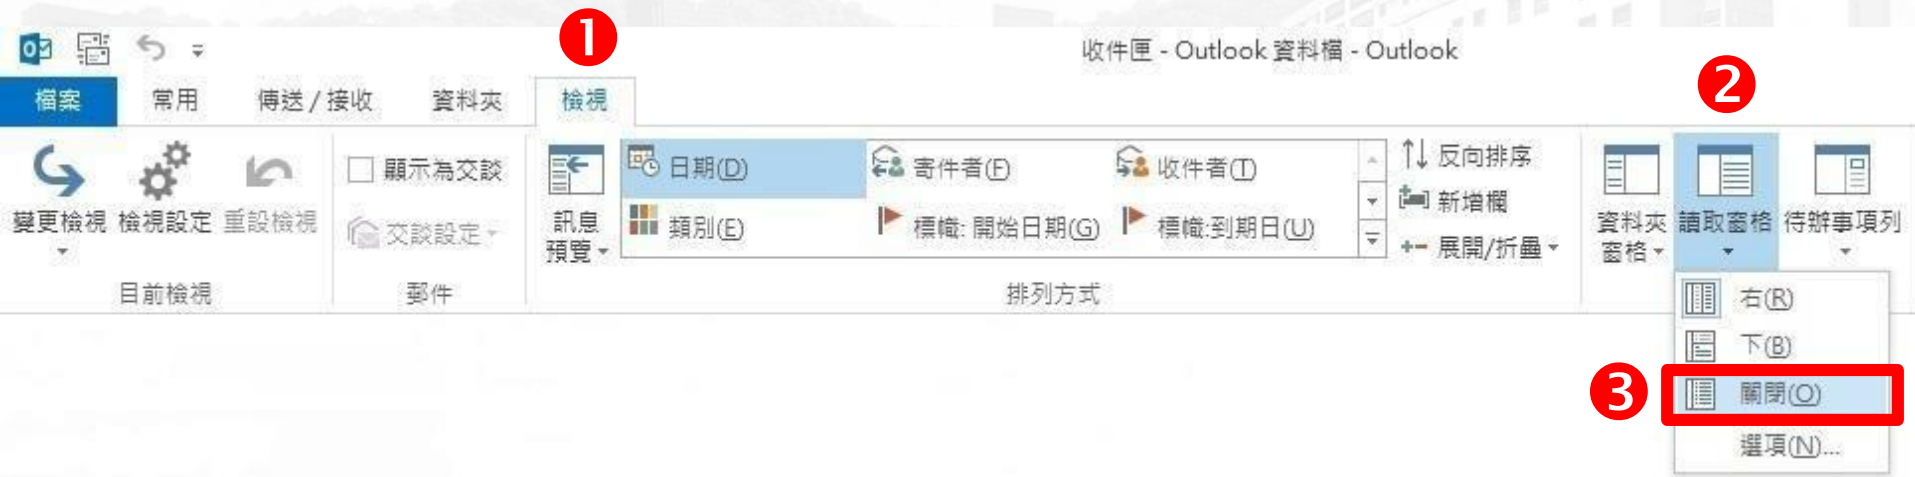 1
收件匣 - Outlook 資料檔 - Outlook
2
檔案 常用 傳送 / 接收 資料夾 檢視
變更檢視 檢視設定 重設檢視
目前檢視
顯示為交談
交談設定
郵件
訊息
預覽
日期(D) 寄件者(F) 收件者(T)
類別(E) 標幟: 開始日期(G) 標幟:到期日(U)
反向排序
新增欄
展開/折疊
排列方式
資料夾
窗格
讀取窗格
待辦事項列
右(R)
下(B)
3
關閉(O)
選項(N)...